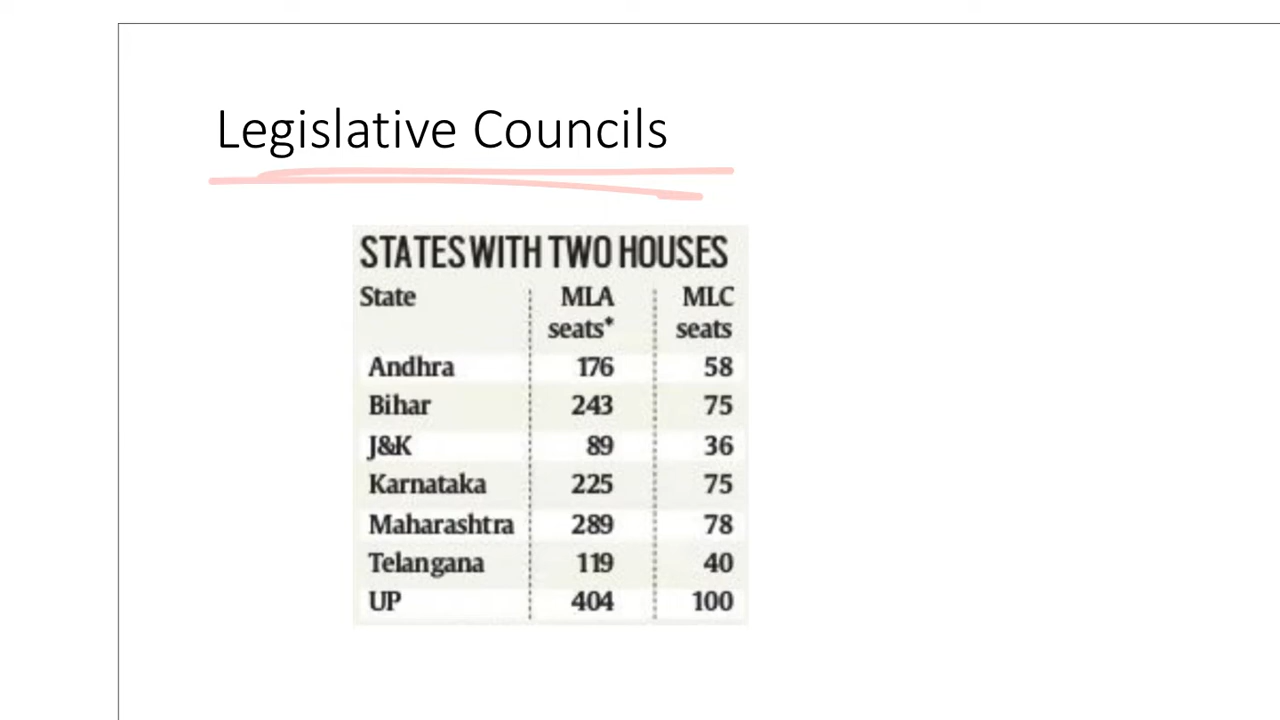 Legislative Councils
STATES WITH TWO HOUSES
State MLA seats* MLC seats
Andhra 176 58
Bihar 243 75
J&K 89 36
Karnataka 225 75
Maharashtra 289 78
Telangana 119 40
UP 404 100